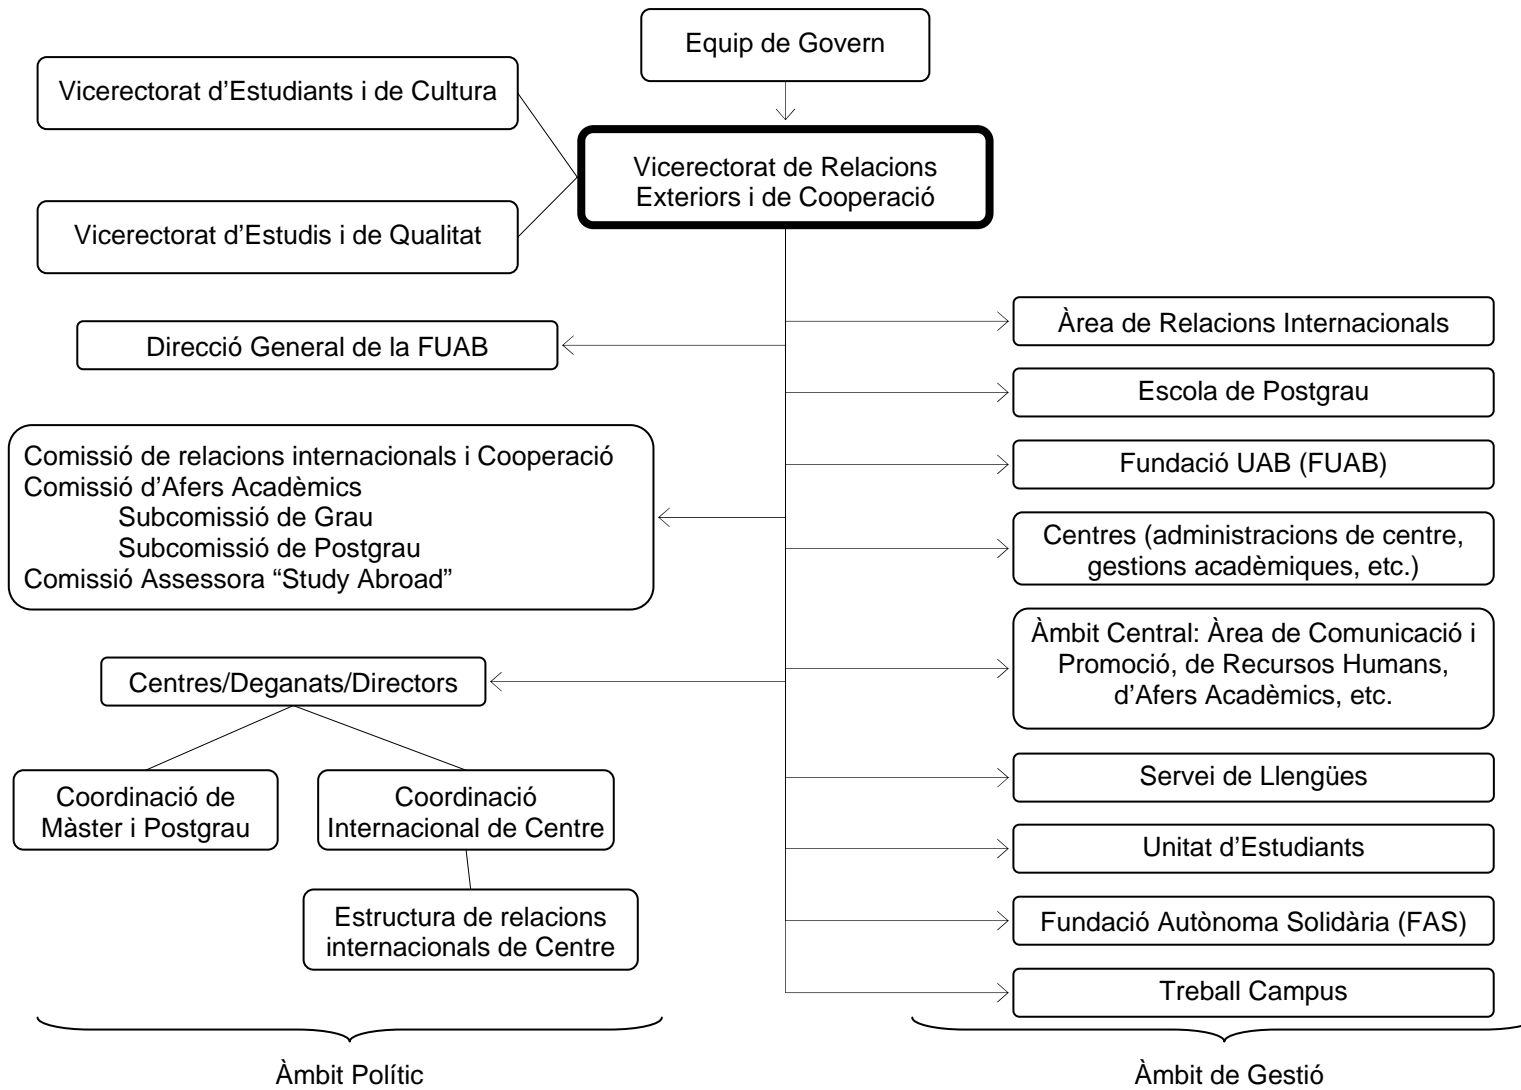 Equip de Govern
Vicerectorat d’Estudiants i de Cultura
Vicerectorat de Relacions
Exteriors i de Cooperació
Vicerectorat d’Estudis i de Qualitat
Direcció General de la FUAB
Comissió de relacions internacionals i Cooperació
Comissió d’Afers Acadèmics
Subcomissió de Grau
Subcomissió de Postgrau
Comissió Assessora “Study Abroad”
Centres/Deganats/Directors
Coordinació de
Màster i Postgrau
Coordinació
Internacional de Centre
Estructura de relacions
internacionals de Centre
Àmbit Polític
Àrea de Relacions Internacionals
Escola de Postgrau
Fundació UAB (FUAB)
Centres (administracions de centre,
gestions acadèmiques, etc.)
Àmbit Central: Àrea de Comunicació i
Promoció, de Recursos Humans,
d’Afers Acadèmics, etc.
Servei de Llengües
Unitat d’Estudiants
Fundació Autònoma Solidària (FAS)
Treball Campus
Àmbit de Gestió